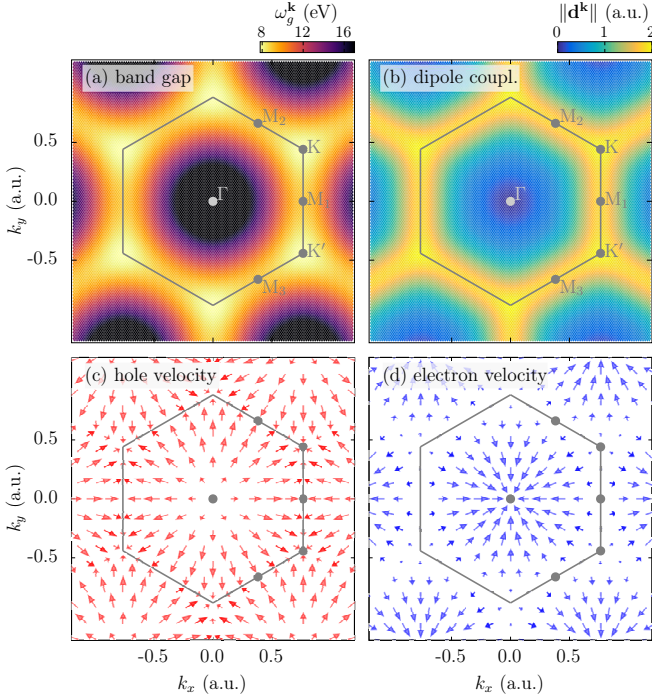 ω_g^k (eV)
8 12 16
‖d^k‖ (a.u.)
0 1 2
(a) band gap
M2
K
Γ
M1
K′
M3
0.5
0.0
-0.5
k_y (a.u.)
(b) dipole coupl.
M2
K
Γ
M1
K′
M3
(c) hole velocity
0.5
0.0
-0.5
k_y (a.u.)
-0.5 0.0 0.5
k_x (a.u.)
(d) electron velocity
-0.5 0.0 0.5
k_x (a.u.)